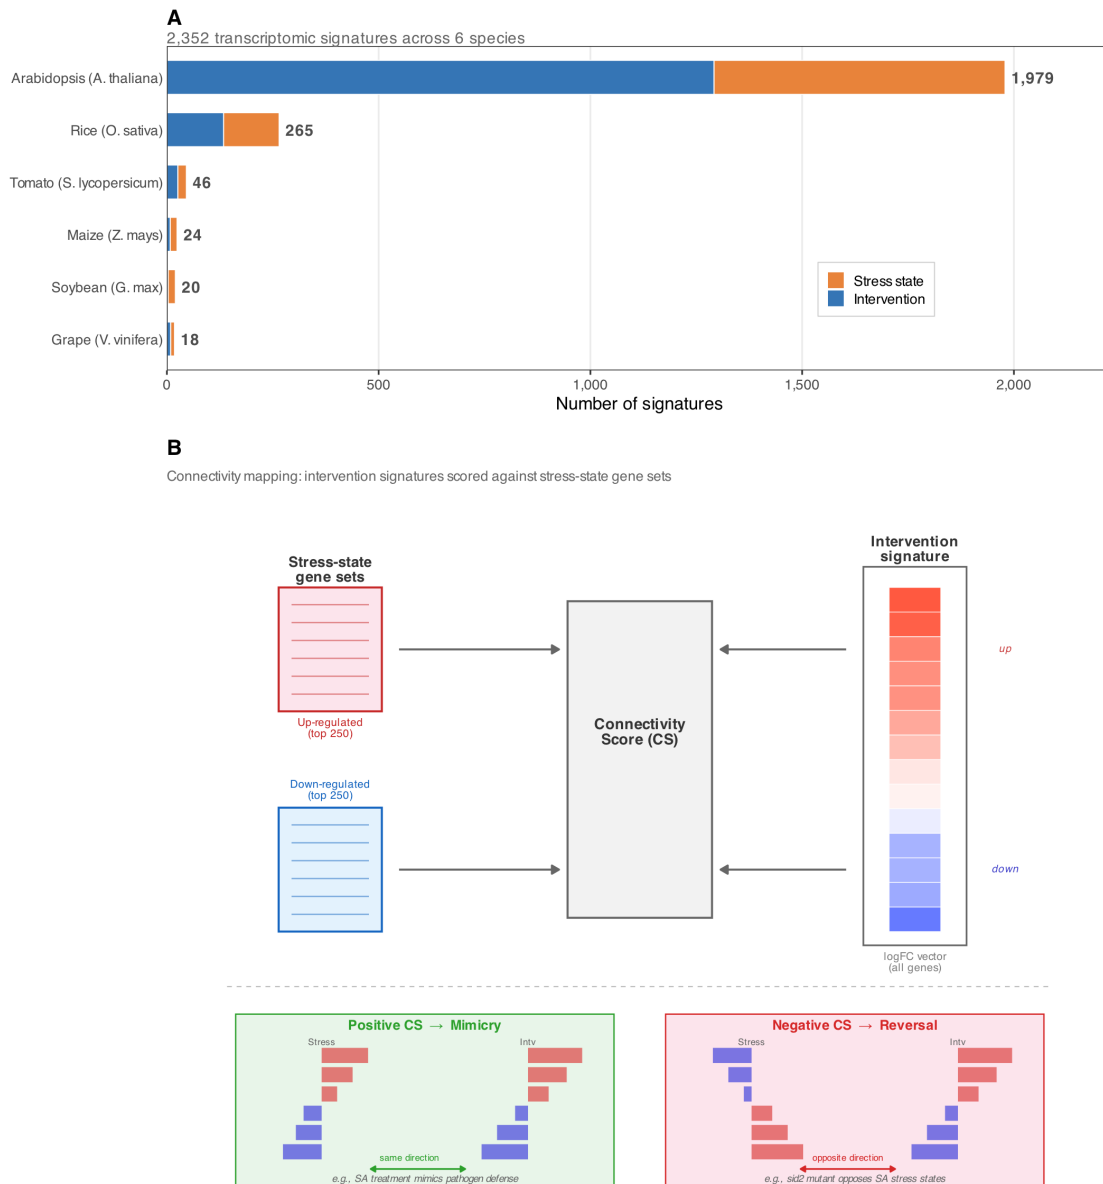 A
2,352 transcriptomic signatures across 6 species
Arabidopsis (A. thaliana)
1,979
Rice (O. sativa)
265
Tomato (S. lycopersicum)
46
Maize (Z. mays)
24
Soybean (G. max)
20
Grape (V. vinifera)
18
Stress state
Intervention
0
500
1,000
1,500
2,000
Number of signatures
B
Connectivity mapping: intervention signatures scored against stress-state gene sets
Stress-state
gene sets
Up-regulated
(top 250)
Down-regulated
(top 250)
Connectivity
Score (CS)
Intervention
signature
up
down
logFC vector
(all genes)
Positive CS → Mimicry
Stress
Intv
same direction
e.g., SA treatment mimics pathogen defense
Negative CS → Reversal
Stress
Intv
opposite direction
e.g., sid2 mutant opposes SA stress states